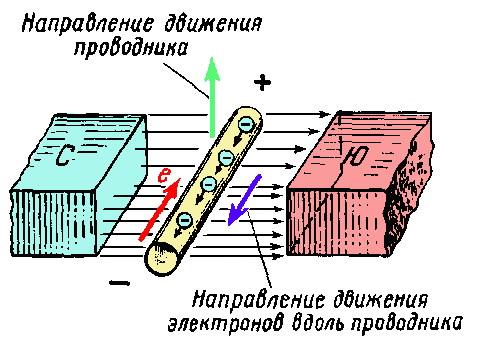 Направление движения
проводника
+
С
Ю
е
−
Направление движения
электронов вдоль проводника